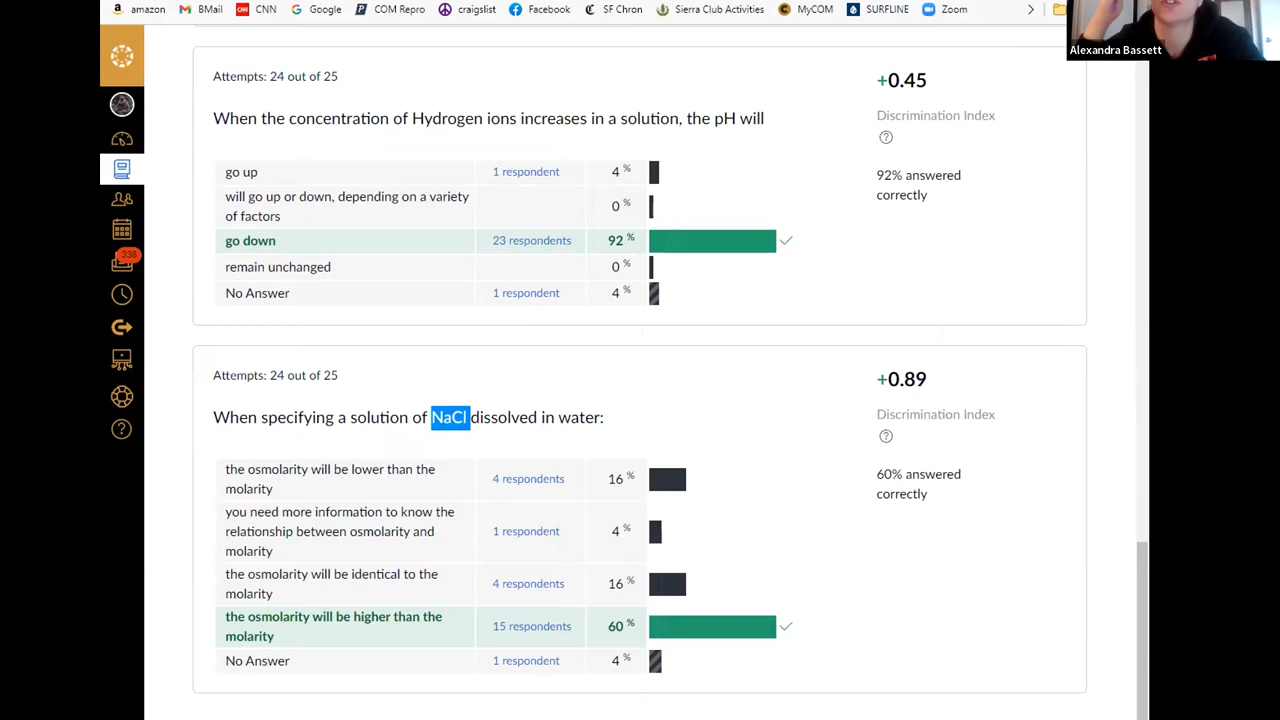 amazon BMail CNN Google COM Repro craigslist Facebook SF Chron Sierra Club Activities MyCOM SURFLINE Zoom
Alexandra Bassett
338
Attempts: 24 out of 25
+0.45
Discrimination Index
?
When the concentration of Hydrogen ions increases in a solution, the pH will
go up 1 respondent 4 %
92% answered
correctly
will go up or down, depending on a variety
of factors
0 %
go down 23 respondents 92 %
remain unchanged 0 %
No Answer 1 respondent 4 %
Attempts: 24 out of 25
+0.89
Discrimination Index
?
When specifying a solution of NaCl dissolved in water:
60% answered
correctly
the osmolarity will be lower than the
molarity
4 respondents 16 %
you need more information to know the
relationship between osmolarity and
molarity
1 respondent 4 %
the osmolarity will be identical to the
molarity
4 respondents 16 %
the osmolarity will be higher than the
molarity
15 respondents 60 %
No Answer 1 respondent 4 %